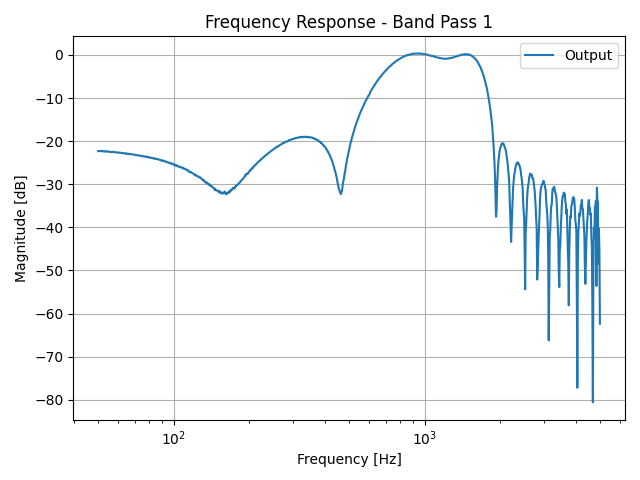 Frequency Response - Band Pass 1
Output
0
−10
−20
−30
−40
−50
−60
−70
−80
Magnitude [dB]
10²
10³
Frequency [Hz]